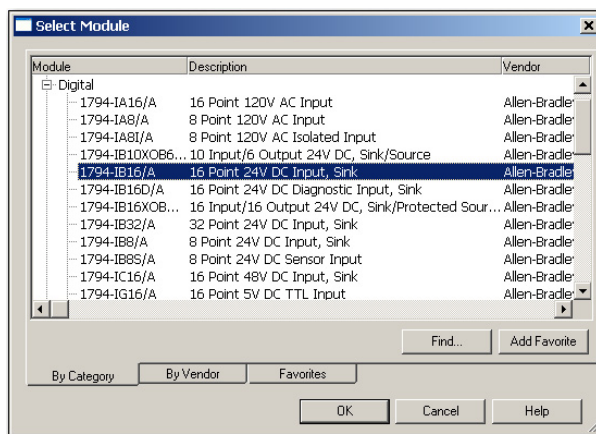 Select Module
Module Description Vendor
Digital
1794-IA16/A 16 Point 120V AC Input Allen-Bradley
1794-IA8/A 8 Point 120V AC Input Allen-Bradley
1794-IA8I/A 8 Point 120V AC Isolated Input Allen-Bradley
1794-IB10XOB6... 10 Input/6 Output 24V DC, Sink/Source Allen-Bradley
1794-IB16/A 16 Point 24V DC Input, Sink Allen-Bradley
1794-IB16D/A 16 Point 24V DC Diagnostic Input, Sink Allen-Bradley
1794-IB16XOB... 16 Input/16 Output 24V DC, Sink/Protected Sour... Allen-Bradley
1794-IB32/A 32 Point 24V DC Input, Sink Allen-Bradley
1794-IB8/A 8 Point 24V DC Input, Sink Allen-Bradley
1794-IB8S/A 8 Point 24V DC Sensor Input Allen-Bradley
1794-IC16/A 16 Point 48V DC Input, Sink Allen-Bradley
1794-IG16/A 16 Point 5V DC TTL Input Allen-Bradley
Find... Add Favorite
By Category By Vendor Favorites
OK Cancel Help